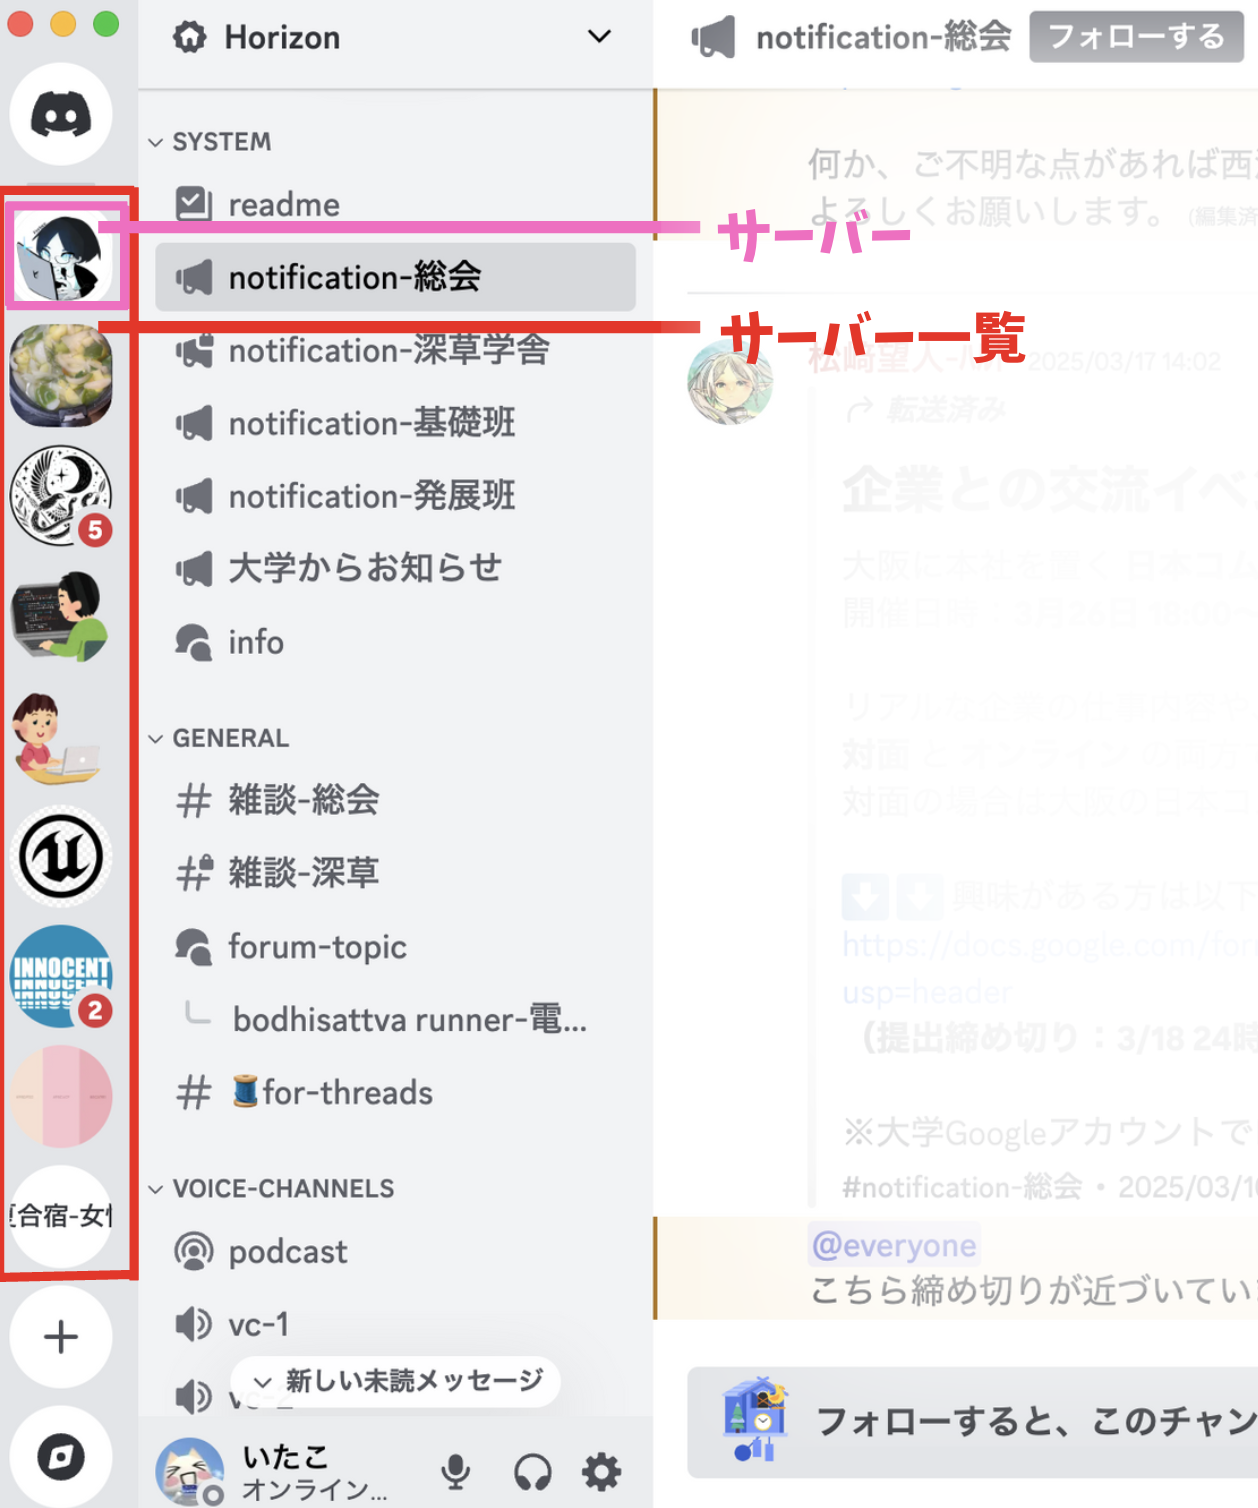 Horizon
SYSTEM
readme
notification-総会
notification-深草学舎
notification-基礎班
notification-発展班
大学からお知らせ
info
GENERAL
雑談-総会
雑談-深草
forum-topic
bodhisattva runner-電...
for-threads
VOICE-CHANNELS
podcast
vc-1
vc-2
新しい未読メッセージ
いたこ
オンライン...
5
INNOCENT
2
合宿-女
notification-総会
フォローする
何か、ご不明な点があれば西
よろしくお願いします。 (編集済
サーバー
サーバー一覧
松崎望人 2025/03/17 14:02
転送済み
企業との交流イベ
大阪に本社を置く 日本コム
開催日時：3月26日 18:00~
リアルな企業の仕事内容や
対面 と オンライン の両方
対面の場合は大阪の日本コ
興味がある方は以下
https://docs.google.com/for
usp=header
（提出締め切り：3/18 24時
※大学Googleアカウントで
#notification-総会 • 2025/03/1
@everyone
こちら締め切りが近づいてい
フォローすると、このチャン